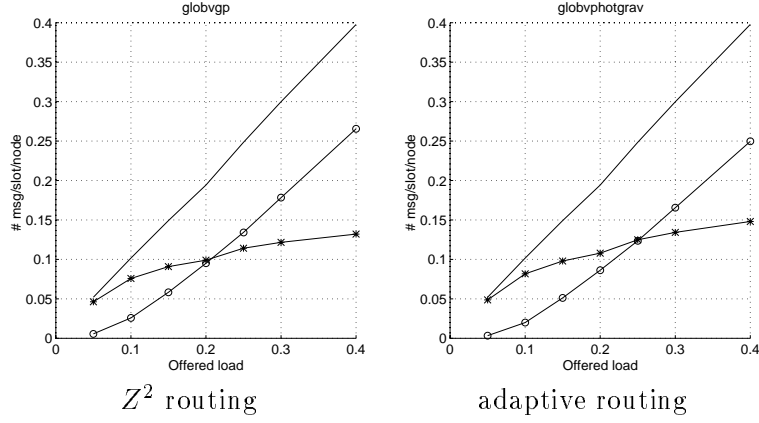 globvgp
0.4
0.35
0.3
0.25
0.2
0.15
0.1
0.05
0
# msg/slot/node
0 0.1 0.2 0.3 0.4
Offered load
Z² routing
globvphotgrav
0.4
0.35
0.3
0.25
0.2
0.15
0.1
0.05
0
# msg/slot/node
0 0.1 0.2 0.3 0.4
Offered load
adaptive routing